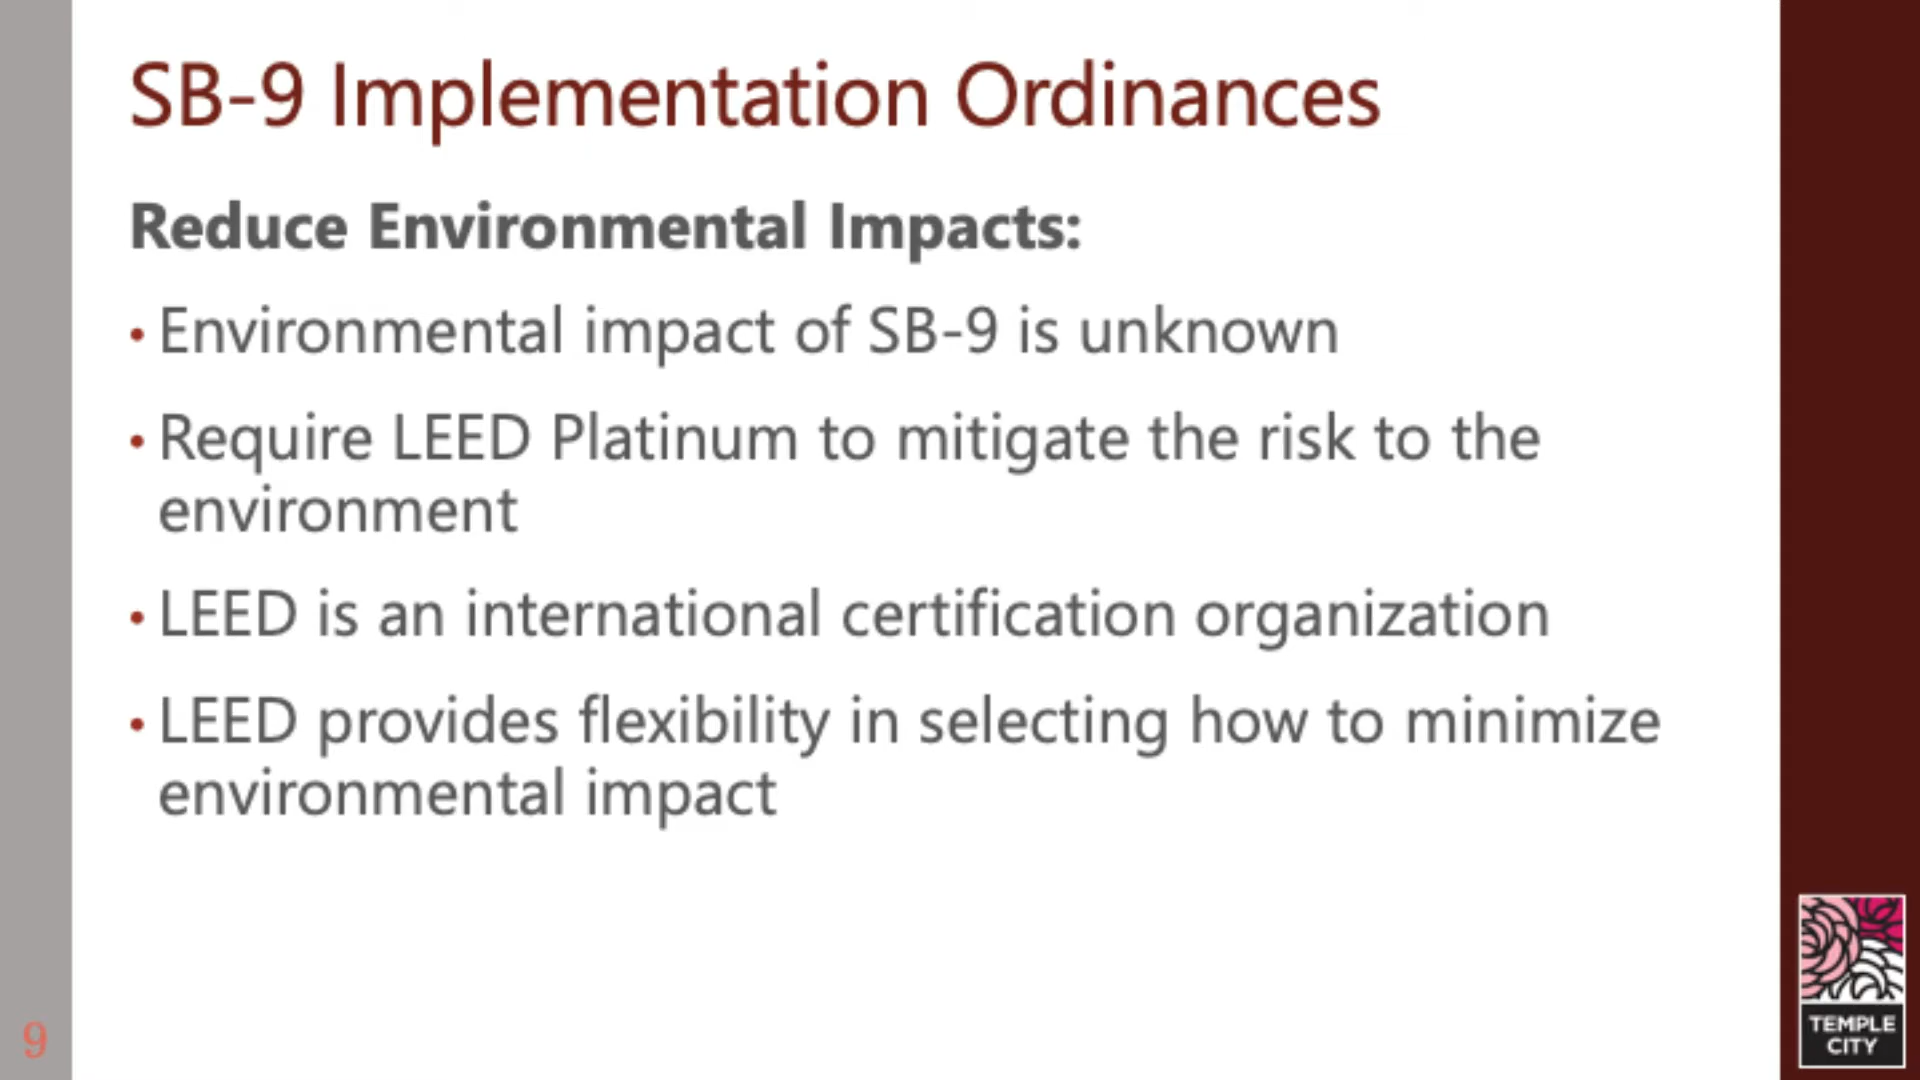 SB-9 Implementation Ordinances
Reduce Environmental Impacts:
• Environmental impact of SB-9 is unknown
• Require LEED Platinum to mitigate the risk to the
environment
• LEED is an international certification organization
• LEED provides flexibility in selecting how to minimize
environmental impact
9
TEMPLE
CITY